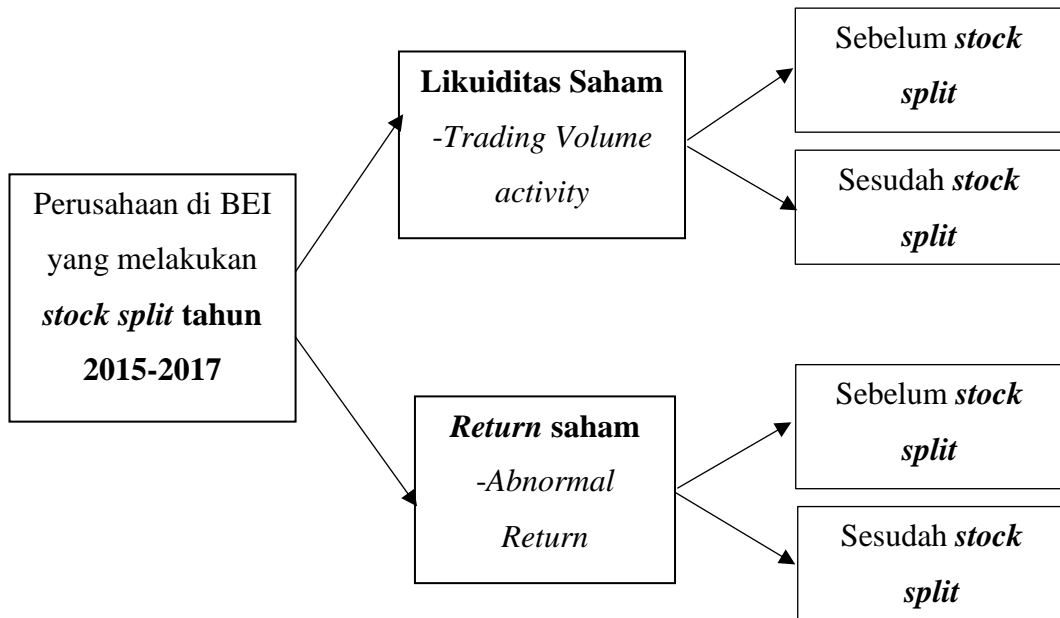 Perusahaan di BEI
yang melakukan
stock split tahun
2015-2017
Likuiditas Saham
-Trading Volume
activity
Sebelum stock
split
Sesudah stock
split
Return saham
-Abnormal
Return
Sebelum stock
split
Sesudah stock
split